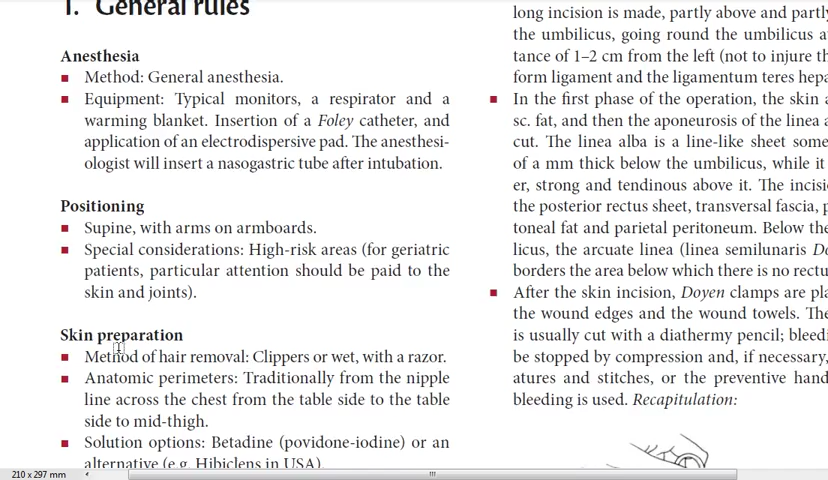 1. General rules
Anesthesia
Method: General anesthesia.
Equipment: Typical monitors, a respirator and a
warming blanket. Insertion of a Foley catheter, and
application of an electrodispersive pad. The anesthesi-
ologist will insert a nasogastric tube after intubation.
Positioning
Supine, with arms on armboards.
Special considerations: High-risk areas (for geriatric
patients, particular attention should be paid to the
skin and joints).
Skin preparation
Method of hair removal: Clippers or wet, with a razor.
Anatomic perimeters: Traditionally from the nipple
line across the chest from the table side to the table
side to mid-thigh.
Solution options: Betadine (povidone-iodine) or an
alternative (e.g. Hibiclens in USA).
long incision is made, partly above and partly
the umbilicus, going round the umbilicus a
tance of 1–2 cm from the left (not to injure th
form ligament and the ligamentum teres hepa
In the first phase of the operation, the skin a
sc. fat, and then the aponeurosis of the linea a
cut. The linea alba is a line-like sheet some
of a mm thick below the umbilicus, while it
er, strong and tendinous above it. The incisi
the posterior rectus sheet, transversal fascia, p
toneal fat and parietal peritoneum. Below the
licus, the arcuate linea (linea semilunaris Do
borders the area below which there is no rectu
After the skin incision, Doyen clamps are pla
the wound edges and the wound towels. The
is usually cut with a diathermy pencil; bleedi
be stopped by compression and, if necessary,
atures and stitches, or the preventive hand
bleeding is used. Recapitulation:
210 x 297 mm